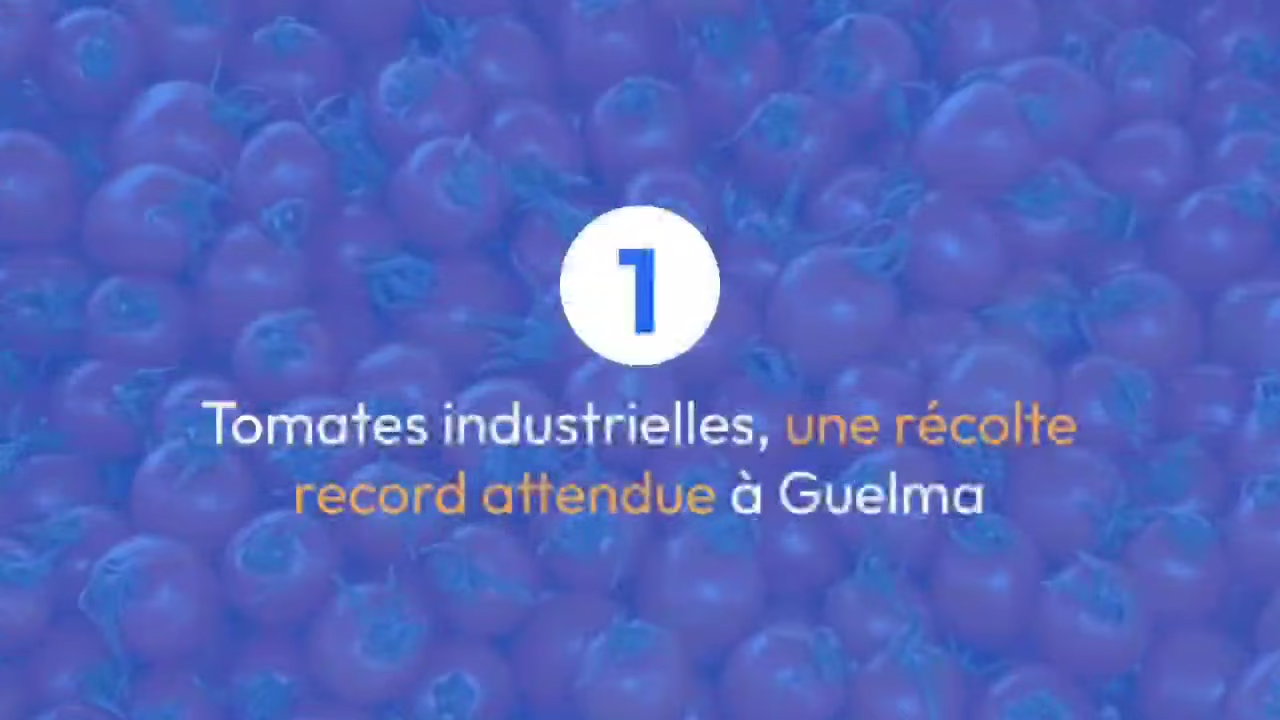 1
Tomates industrielles, une récolte
record attendue à Guelma